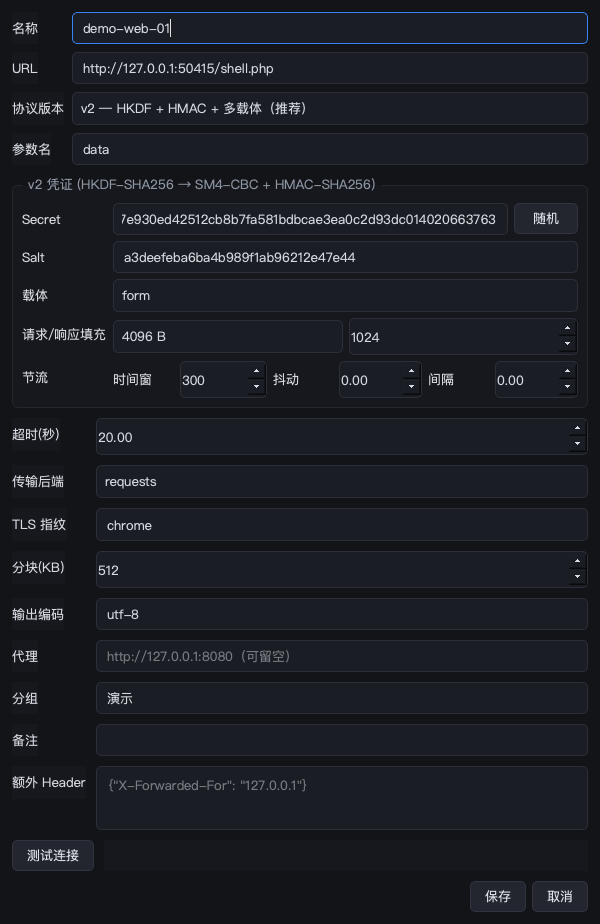 名称 demo-web-01
URL http://127.0.0.1:50415/shell.php
协议版本 v2 — HKDF + HMAC + 多载体（推荐）
参数名 data
v2 凭证 (HKDF-SHA256 → SM4-CBC + HMAC-SHA256)
Secret 7e930ed42512cb8b7fa581bdbcae3ea0c2d93dc014020663763 随机
Salt a3deefeba6ba4b989f1ab96212e47e44
载体 form
请求/响应填充 4096 B 1024
节流 时间窗 300 抖动 0.00 间隔 0.00
超时(秒) 20.00
传输后端 requests
TLS 指纹 chrome
分块(KB) 512
输出编码 utf-8
代理 http://127.0.0.1:8080（可留空）
分组 演示
备注
额外 Header {"X-Forwarded-For": "127.0.0.1"}
测试连接
保存 取消